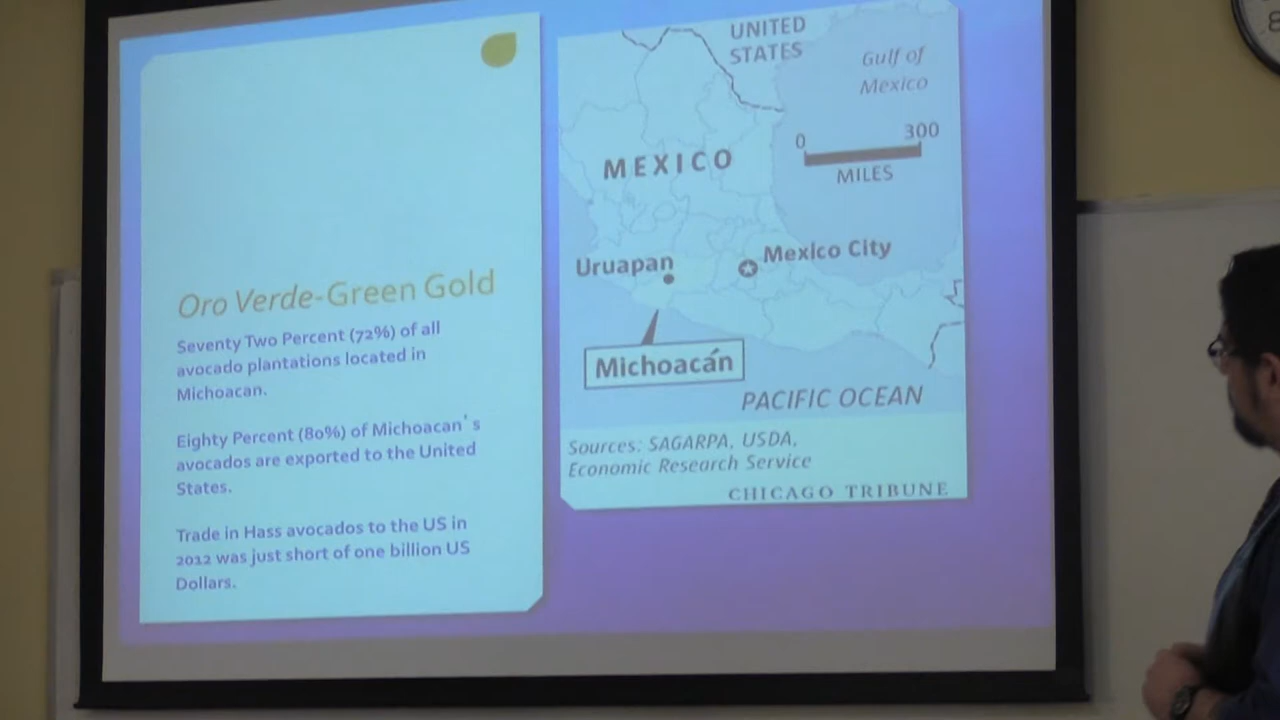 Oro Verde-Green Gold
Seventy Two Percent (72%) of all
avocado plantations located in
Michoacan.
Eighty Percent (80%) of Michoacan's
avocados are exported to the United
States.
Trade in Hass avocados to the US in
2012 was just short of one billion US
Dollars.
UNITED
STATES
Gulf of
Mexico
0 300
MILES
MEXICO
Mexico City
Uruapan
Michoacán
PACIFIC OCEAN
Sources: SAGARPA, USDA,
Economic Research Service
CHICAGO TRIBUNE